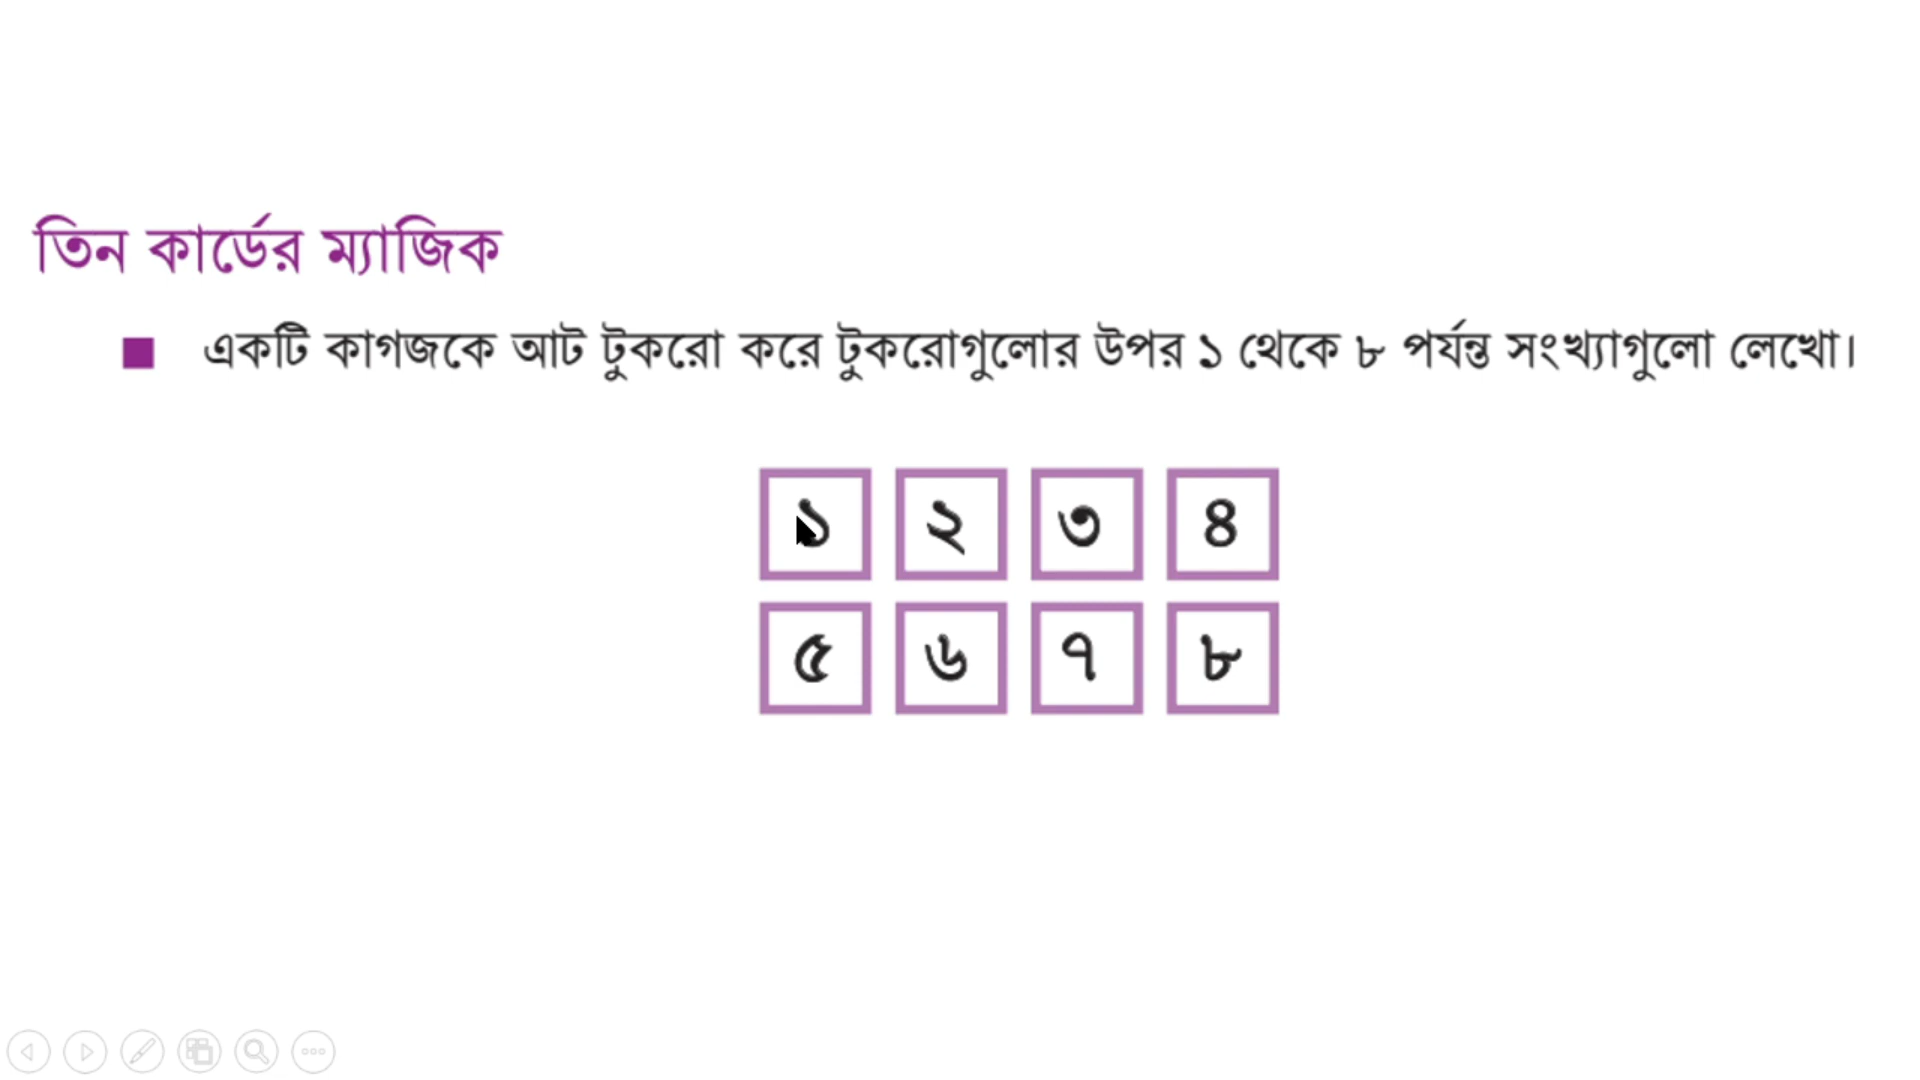 তিন কার্ডের ম্যাজিক
একটি কাগজকে আট টুকরো করে টুকরোগুলোর উপর ১ থেকে ৮ পর্যন্ত সংখ্যাগুলো লেখো।
১ ২ ৩ ৪
৫ ৬ ৭ ৮